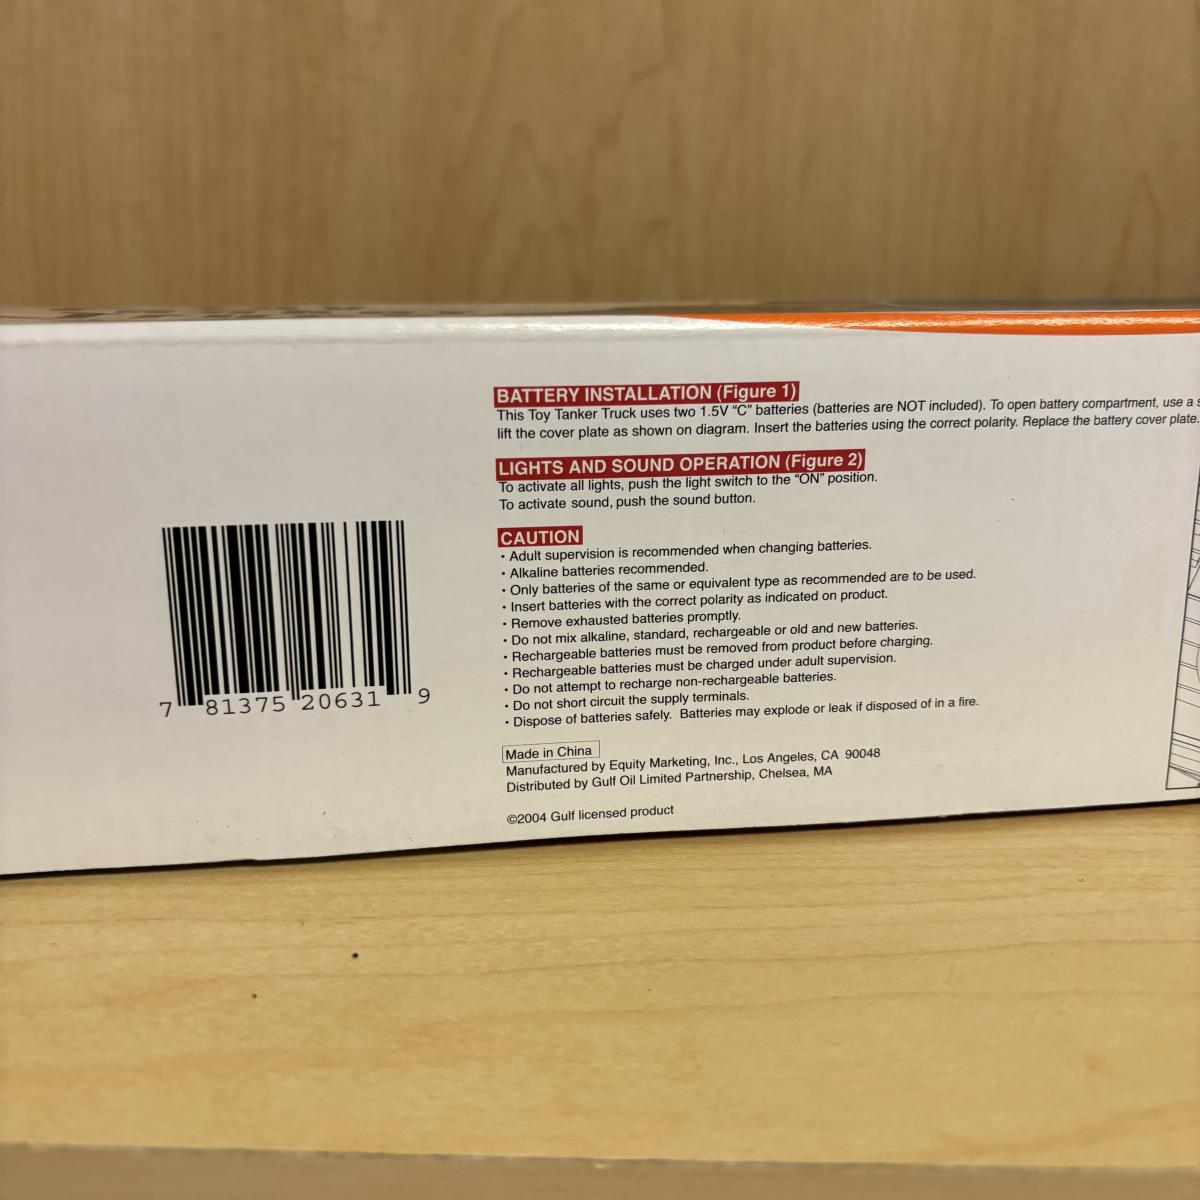 BATTERY INSTALLATION (Figure 1)
This Toy Tanker Truck uses two 1.5V “C” batteries (batteries are NOT included). To open battery compartment, use a
lift the cover plate as shown on diagram. Insert the batteries using the correct polarity. Replace the battery cover plate.
LIGHTS AND SOUND OPERATION (Figure 2)
To activate all lights, push the light switch to the “ON” position.
To activate sound, push the sound button.
CAUTION
• Adult supervision is recommended when changing batteries.
• Alkaline batteries recommended.
• Only batteries of the same or equivalent type as recommended are to be used.
• Insert batteries with the correct polarity as indicated on product.
• Remove exhausted batteries promptly.
• Do not mix alkaline, standard, rechargeable or old and new batteries.
• Rechargeable batteries must be removed from product before charging.
• Rechargeable batteries must be charged under adult supervision.
• Do not attempt to recharge non-rechargeable batteries.
• Do not short circuit the supply terminals.
• Dispose of batteries safely. Batteries may explode or leak if disposed of in a fire.
Made in China
Manufactured by Equity Marketing, Inc., Los Angeles, CA 90048
Distributed by Gulf Oil Limited Partnership, Chelsea, MA
©2004 Gulf licensed product
7 81375 20631 9